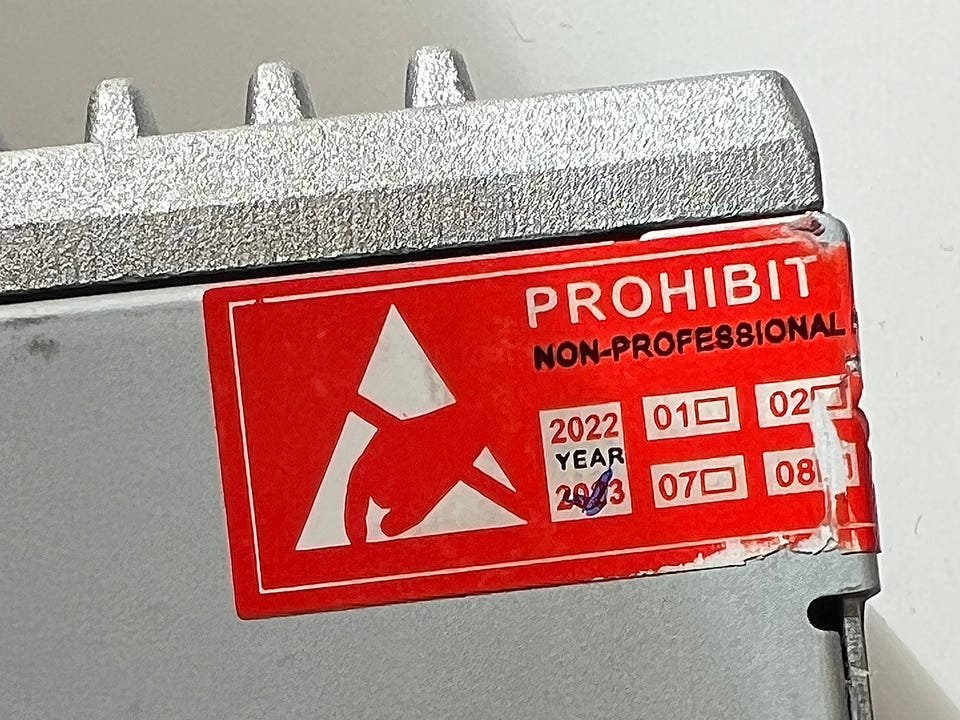 PROHIBIT
NON-PROFESSIONAL
2022 01 02
YEAR
2023 07 08